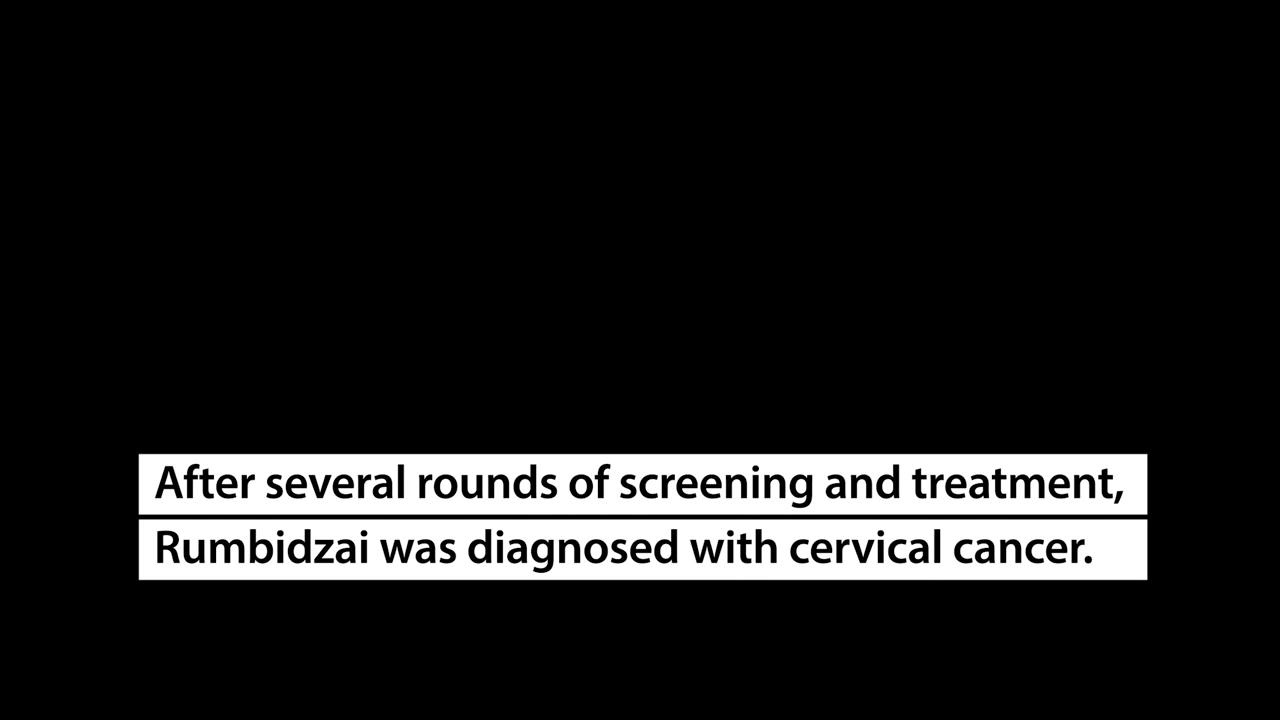 After several rounds of screening and treatment,
Rumbidzai was diagnosed with cervical cancer.